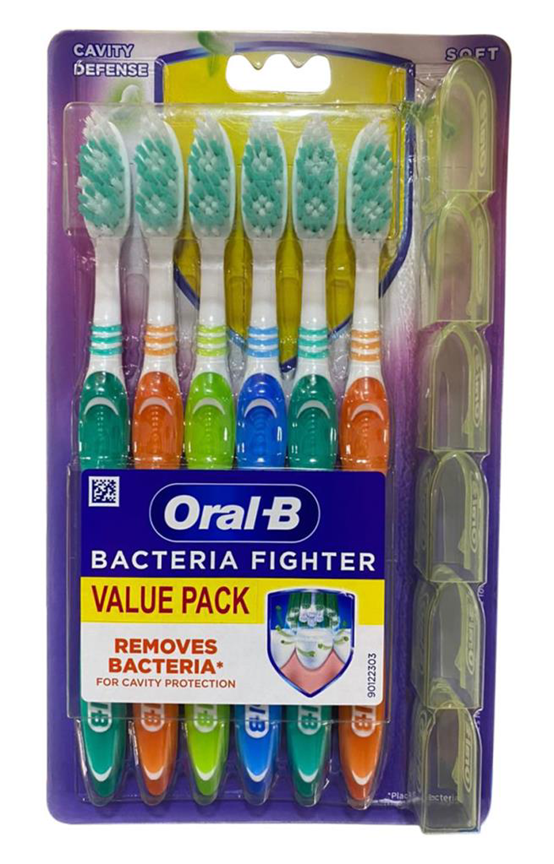 CAVITY
DEFENSE
SOFT
Oral-B
BACTERIA FIGHTER
VALUE PACK
REMOVES
BACTERIA*
FOR CAVITY PROTECTION
90122303